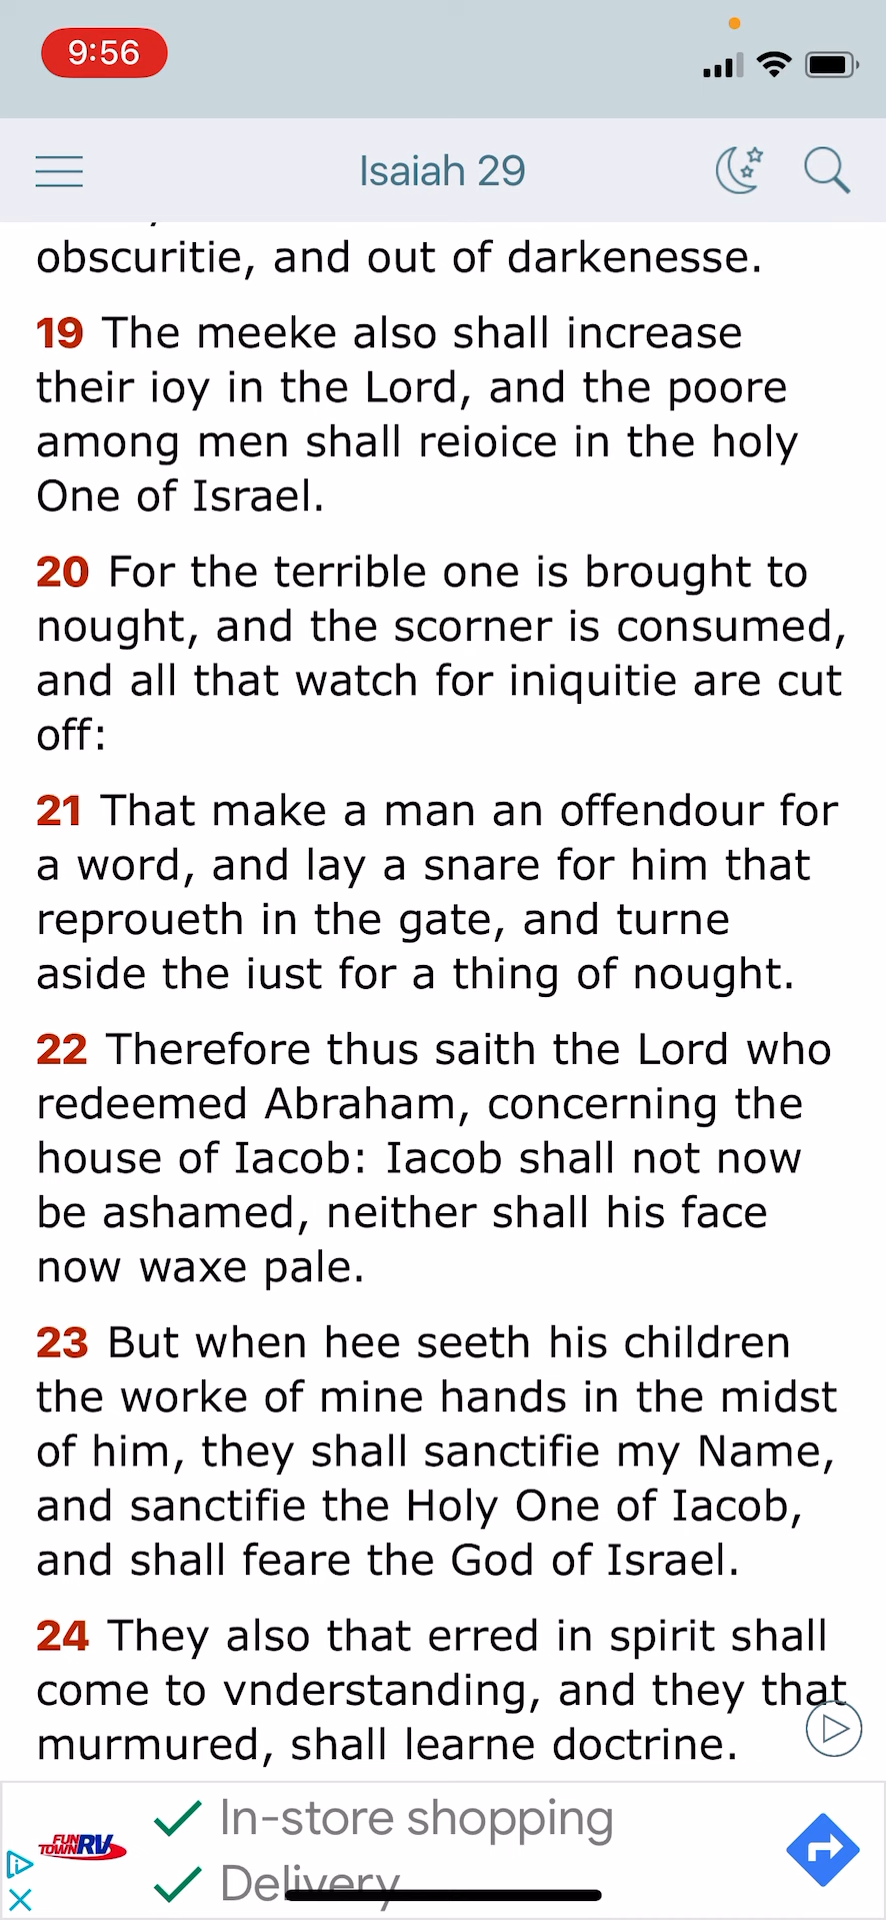 9:56
Isaiah 29
obscuritie, and out of darkenesse.
19 The meeke also shall increase
their ioy in the Lord, and the poore
among men shall reioice in the holy
One of Israel.
20 For the terrible one is brought to
nought, and the scorner is consumed,
and all that watch for iniquitie are cut
off:
21 That make a man an offendour for
a word, and lay a snare for him that
reproueth in the gate, and turne
aside the iust for a thing of nought.
22 Therefore thus saith the Lord who
redeemed Abraham, concerning the
house of Iacob: Iacob shall not now
be ashamed, neither shall his face
now waxe pale.
23 But when hee seeth his children
the worke of mine hands in the midst
of him, they shall sanctifie my Name,
and sanctifie the Holy One of Iacob,
and shall feare the God of Israel.
24 They also that erred in spirit shall
come to vnderstanding, and they that
murmured, shall learne doctrine.
FUN
TOWN RV
In-store shopping
Delivery